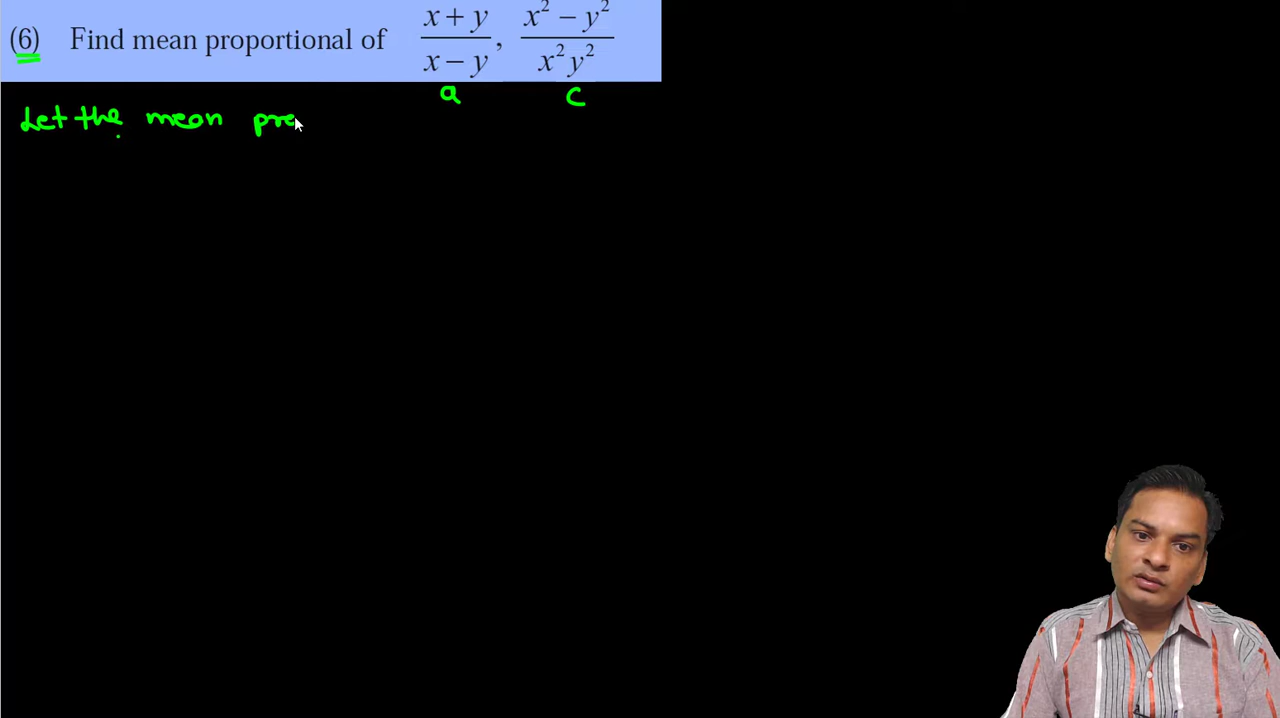 (6) Find mean proportional of (x + y)/(x − y), (x² − y²)/(x²y²)
a c
Let the mean pro